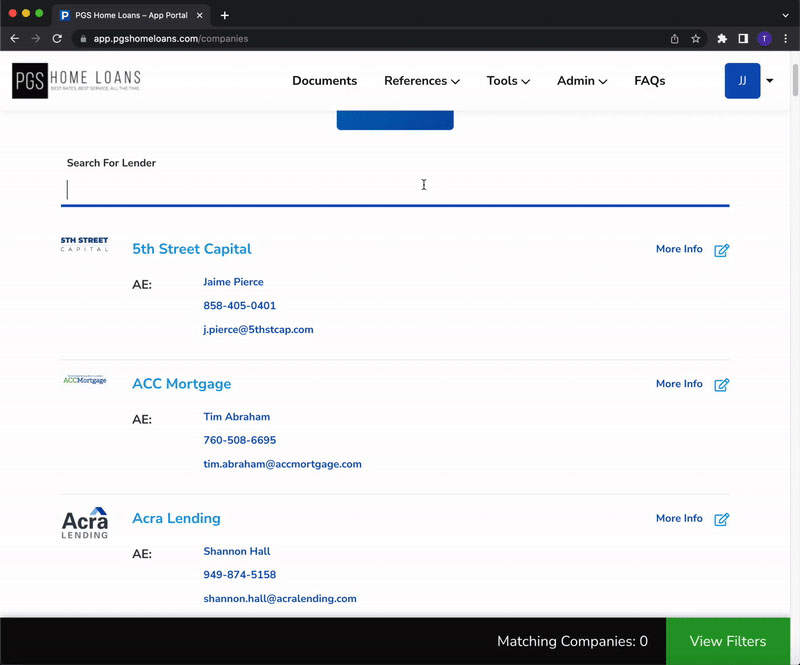 PGS Home Loans – App Portal
app.pgshomeloans.com/companies
T
PGS HOME LOANS
BEST RATES, BEST SERVICE, ALL THE TIME.
Documents References Tools Admin FAQs JJ
Search For Lender
5TH STREET
CAPITAL
5th Street Capital More Info
AE: Jaime Pierce
858-405-0401
j.pierce@5thstcap.com
ACCMortgage
ACC Mortgage More Info
AE: Tim Abraham
760-508-6695
tim.abraham@accmortgage.com
Acra
LENDING
Acra Lending More Info
AE: Shannon Hall
949-874-5158
shannon.hall@acralending.com
Matching Companies: 0 View Filters